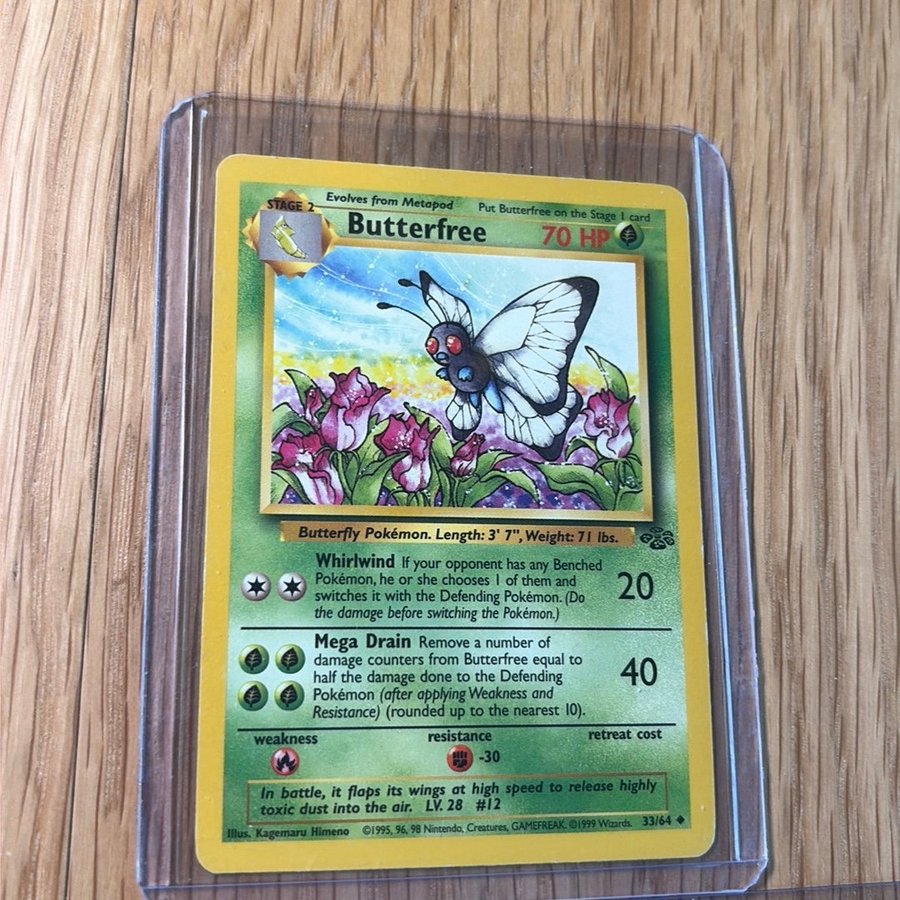 STAGE 2
Evolves from Metapod
Put Butterfree on the Stage 1 card
Butterfree 70 HP
Butterfly Pokémon. Length: 3' 7", Weight: 71 lbs.
Whirlwind If your opponent has any Benched
Pokémon, he or she chooses 1 of them and
switches it with the Defending Pokémon. (Do
the damage before switching the Pokémon.)
20
Mega Drain Remove a number of
damage counters from Butterfree equal to
half the damage done to the Defending
Pokémon (after applying Weakness and
Resistance) (rounded up to the nearest 10).
40
weakness resistance retreat cost
-30
In battle, it flaps its wings at high speed to release highly
toxic dust into the air. LV. 28 #12
Illus. Kagemaru Himeno ©1995, 96, 98 Nintendo, Creatures, GAMEFREAK. ©1999 Wizards. 33/64